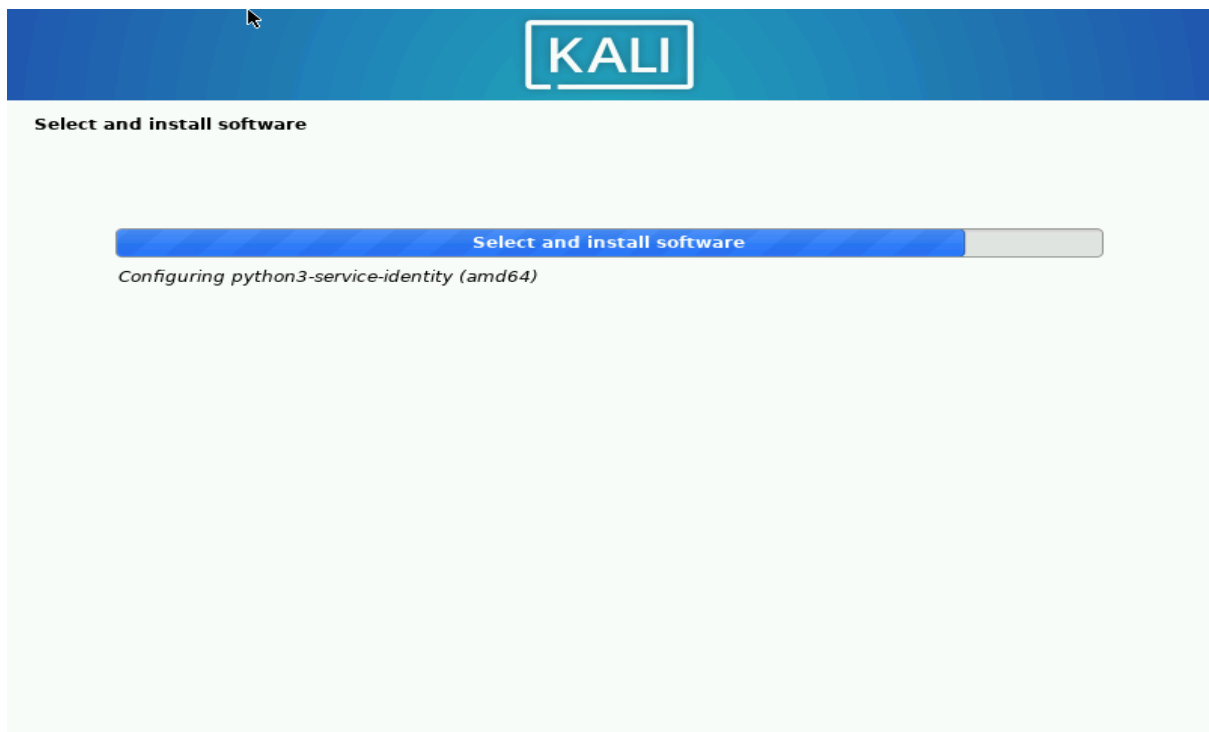 KALI
Select and install software
Select and install software
Configuring python3-service-identity (amd64)